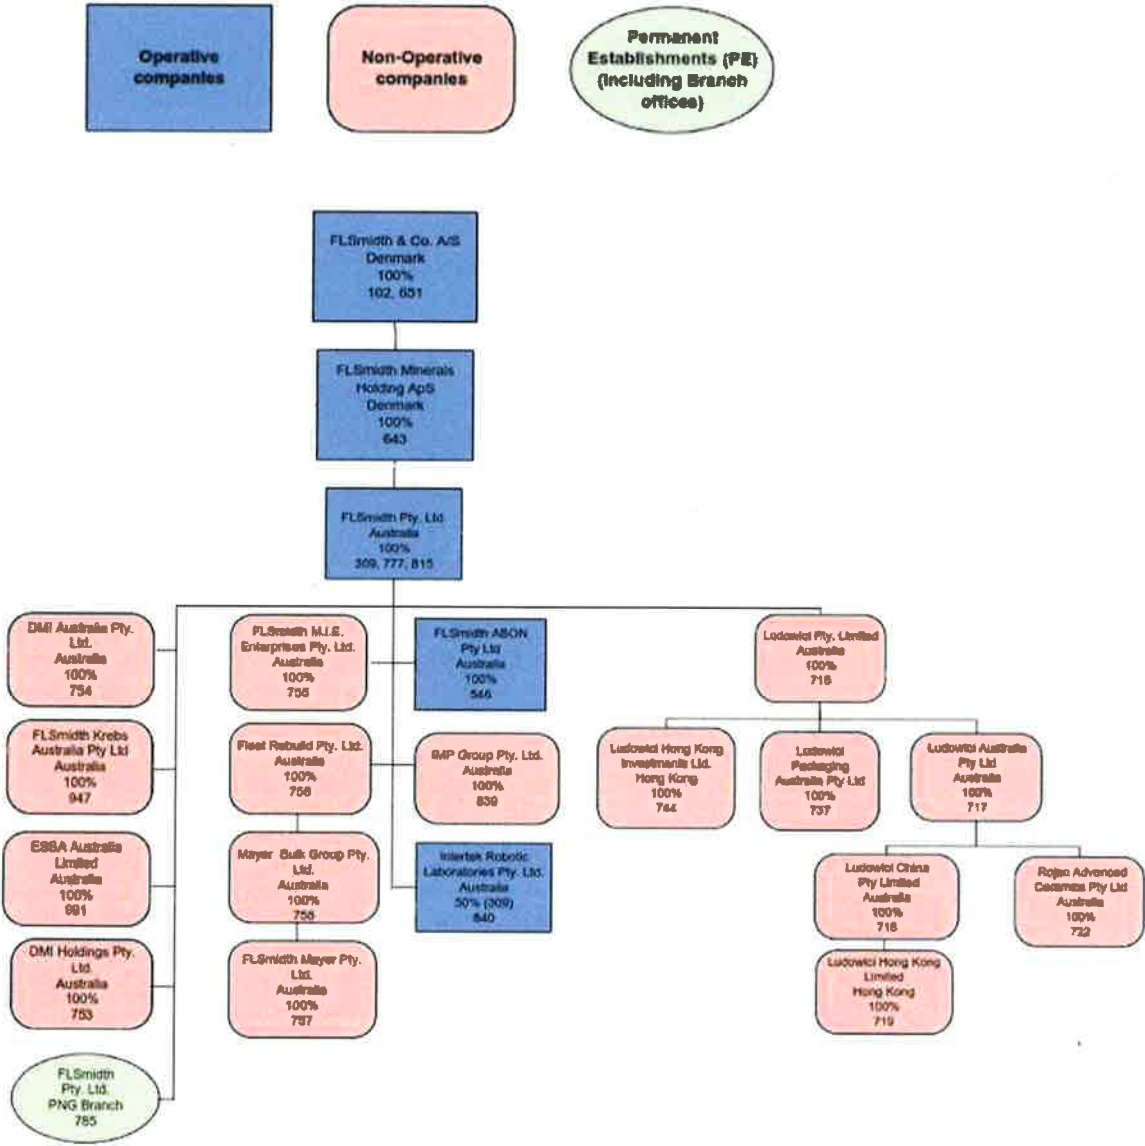 Operative
companies
Non-Operative
companies
Permanent
Establishments (PE)
(Including Branch
offices)
FLSmidth & Co. A/S
Denmark
100%
102, 651
FLSmidth Minerals
Holding ApS
Denmark
100%
643
FLSmidth Pty. Ltd
Australia
100%
309, 777, 815
DMI Australia Pty.
Ltd.
Australia
100%
754
FLSmidth M.I.E.
Enterprises Pty. Ltd.
Australia
100%
FLSmidth ABON
Pty Ltd
Australia
100%
546
Ludowici Pty. Limited
Australia
100%
FLSmidth Krebs
Australia Pty Ltd
Australia
100%
947
Fleet Rebuild Pty. Ltd.
Australia
100%
IMP Group Pty. Ltd.
Australia
100%
839
Ludowici Hong Kong
Investments Ltd.
Hong Kong
100%
744
Ludowici
Packaging
Australia Pty Ltd
100%
737
Ludowici Australia
Pty Ltd
Australia
100%
717
ESSA Australia
Limited
Australia
100%
991
Mayer Bulk Group Pty.
Ltd.
Australia
100%
Intertek Robotic
Laboratories Pty. Ltd.
Australia
50% (309)
840
Ludowici China
Pty Limited
Australia
100%
Rojan Advanced
Ceramics Pty Ltd
Australia
100%
722
DMI Holdings Pty.
Ltd.
Australia
100%
753
FLSmidth Mayer Pty.
Ltd.
Australia
100%
757
Ludowici Hong Kong
Limited
Hong Kong
100%
719
FLSmidth
Pty. Ltd.
PNG Branch
785